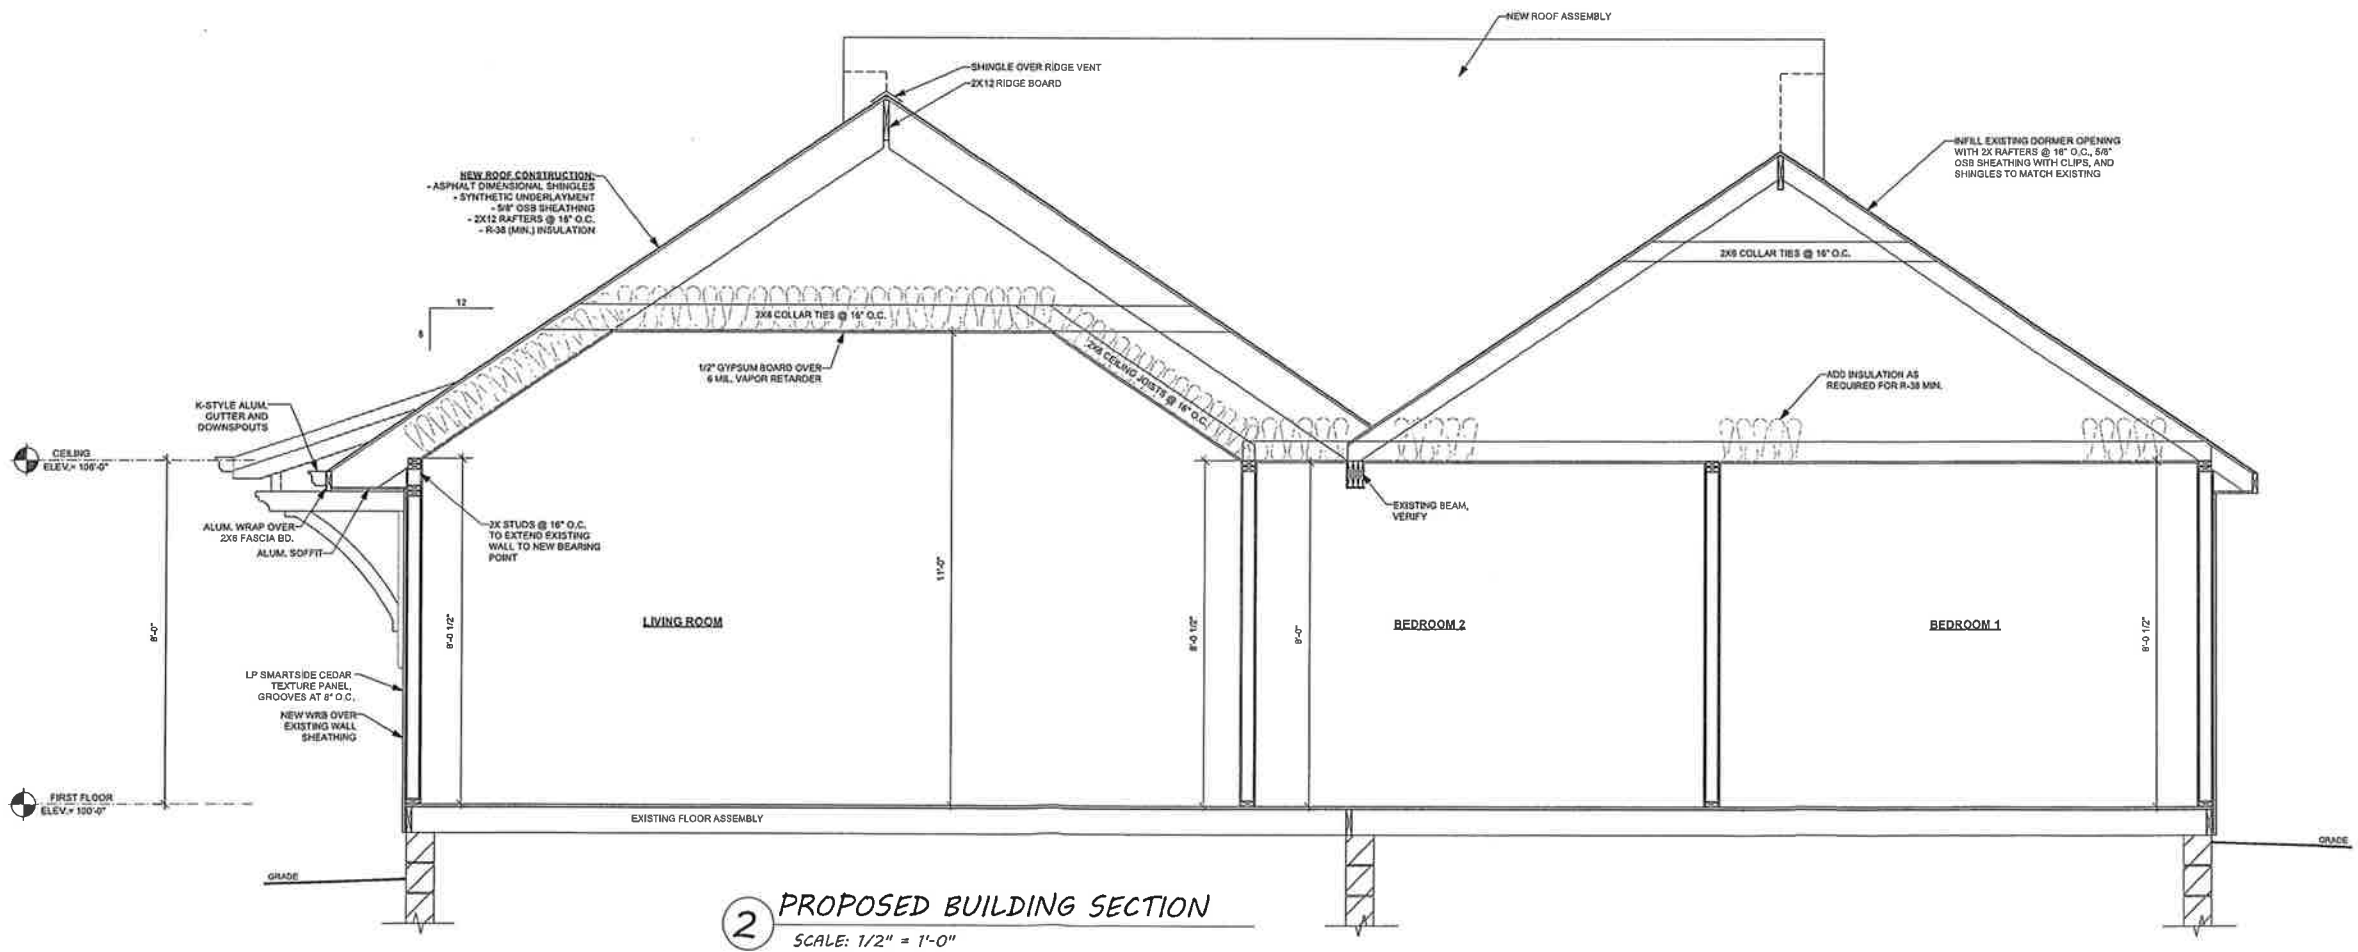 NEW ROOF ASSEMBLY
SHINGLE OVER RIDGE VENT
2X12 RIDGE BOARD
INFILL EXISTING DORMER OPENING
WITH 2X RAFTERS @ 16" O.C., 5/8"
OSB SHEATHING WITH CLIPS, AND
SHINGLES TO MATCH EXISTING
NEW ROOF CONSTRUCTION:
- ASPHALT DIMENSIONAL SHINGLES
- SYNTHETIC UNDERLAYMENT
- 5/8" OSB SHEATHING
- 2X12 RAFTERS @ 16" O.C.
- R-38 (MIN.) INSULATION
2X6 COLLAR TIES @ 16" O.C.
12
8
2X6 COLLAR TIES @ 16" O.C.
2X6 CEILING JOISTS @ 16" O.C.
1/2" GYPSUM BOARD OVER
6 MIL. VAPOR RETARDER
ADD INSULATION AS
REQUIRED FOR R-38 MIN.
K-STYLE ALUM.
GUTTER AND
DOWNSPOUTS
CEILING
ELEV.= 108'-0"
EXISTING BEAM,
VERIFY
ALUM. WRAP OVER
2X6 FASCIA BD.
ALUM. SOFFIT
2X STUDS @ 16" O.C.
TO EXTEND EXISTING
WALL TO NEW BEARING
POINT
8'-0"
8'-0 1/2"
11'-0"
8'-0 1/2"
8'-0"
8'-0 1/2"
LIVING ROOM
BEDROOM 2
BEDROOM 1
LP SMARTSIDE CEDAR
TEXTURE PANEL,
GROOVES AT 8" O.C.
NEW WRB OVER
EXISTING WALL
SHEATHING
FIRST FLOOR
ELEV.= 100'-0"
EXISTING FLOOR ASSEMBLY
GRADE
GRADE
2 PROPOSED BUILDING SECTION
SCALE: 1/2" = 1'-0"